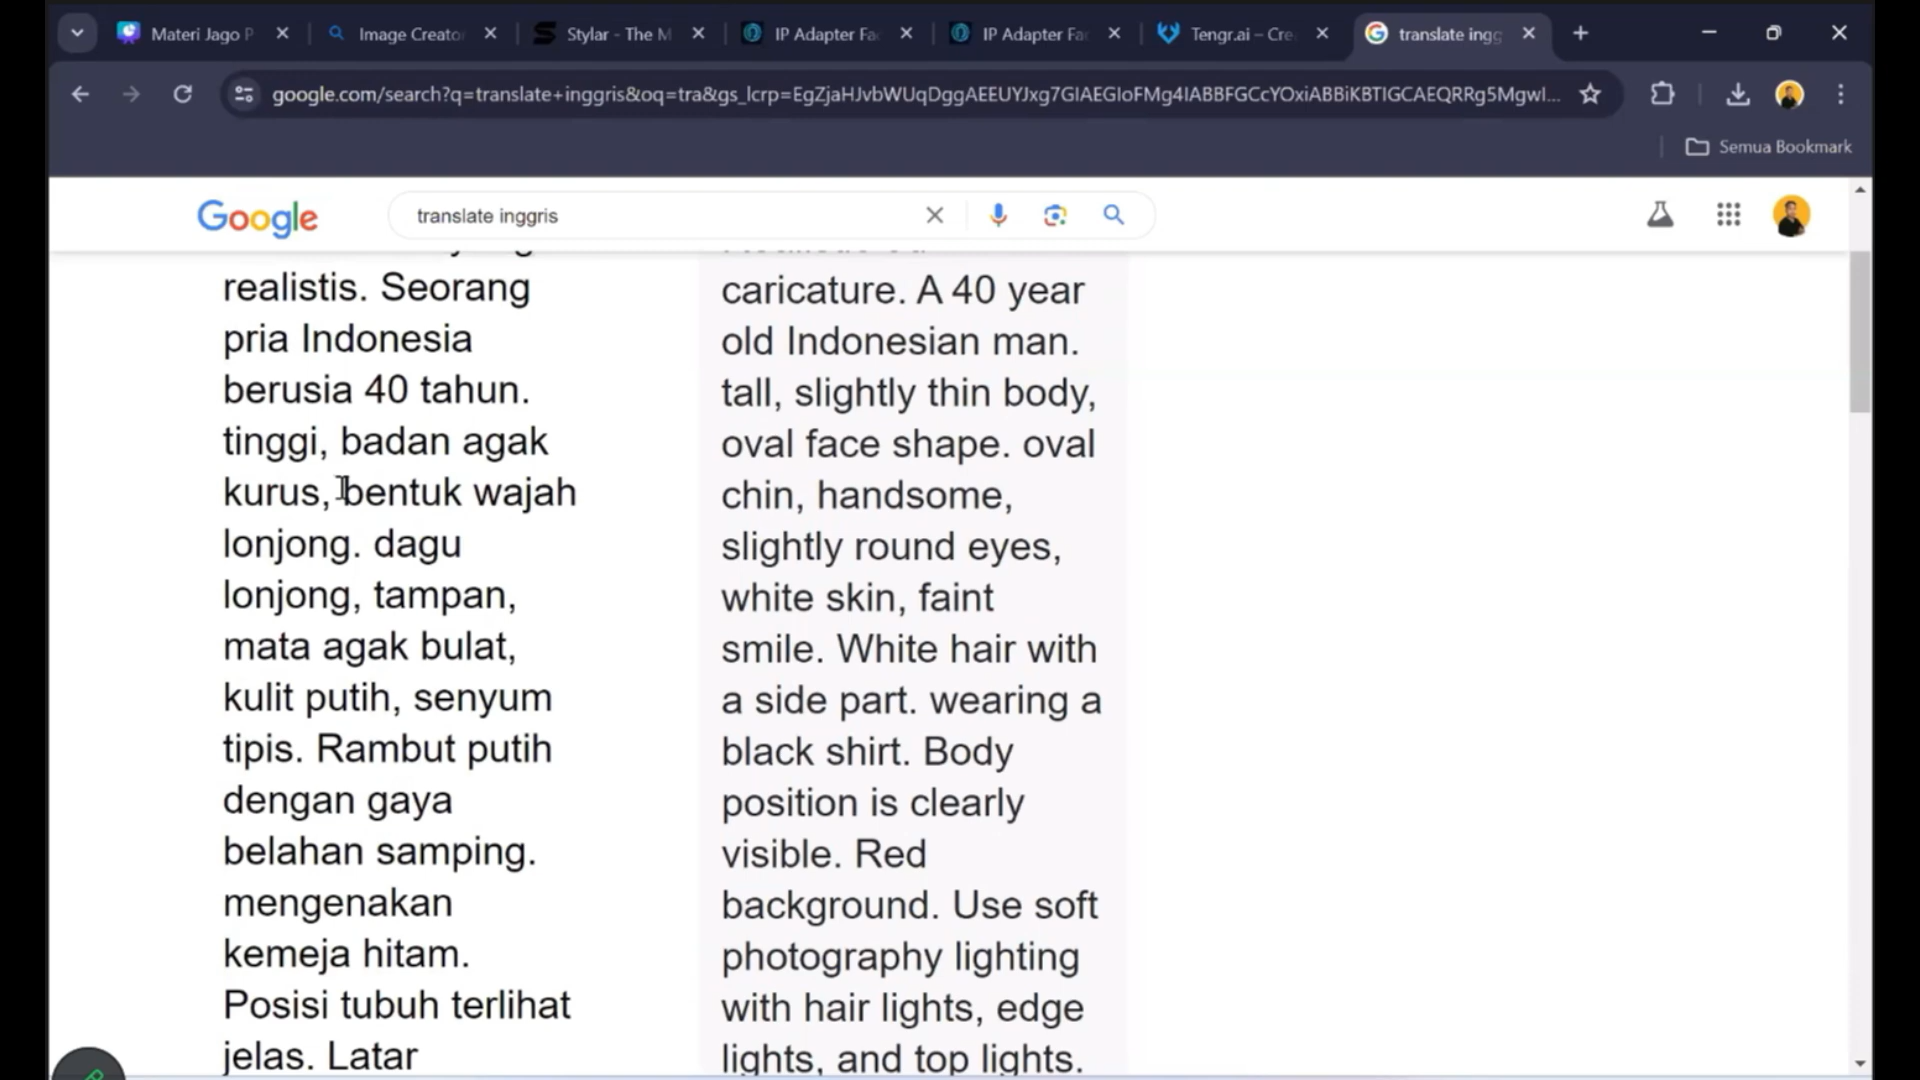 Materi Jago P
Image Creator
Stylar - The M
IP Adapter Fac
IP Adapter Fac
Tengr.ai – Cre
translate ingg
google.com/search?q=translate+inggris&oq=tra&gs_lcrp=EgZjaHJvbWUqDggAEEUYJxg7GIAEGIoFMg4IABBFGCcYOxiABBiKBTIGCAEQRRg5MgwI...
Semua Bookmark
Google
translate inggris
realistis. Seorang
pria Indonesia
berusia 40 tahun.
tinggi, badan agak
kurus, bentuk wajah
lonjong. dagu
lonjong, tampan,
mata agak bulat,
kulit putih, senyum
tipis. Rambut putih
dengan gaya
belahan samping.
mengenakan
kemeja hitam.
Posisi tubuh terlihat
jelas. Latar
caricature. A 40 year
old Indonesian man.
tall, slightly thin body,
oval face shape. oval
chin, handsome,
slightly round eyes,
white skin, faint
smile. White hair with
a side part. wearing a
black shirt. Body
position is clearly
visible. Red
background. Use soft
photography lighting
with hair lights, edge
lights, and top lights.